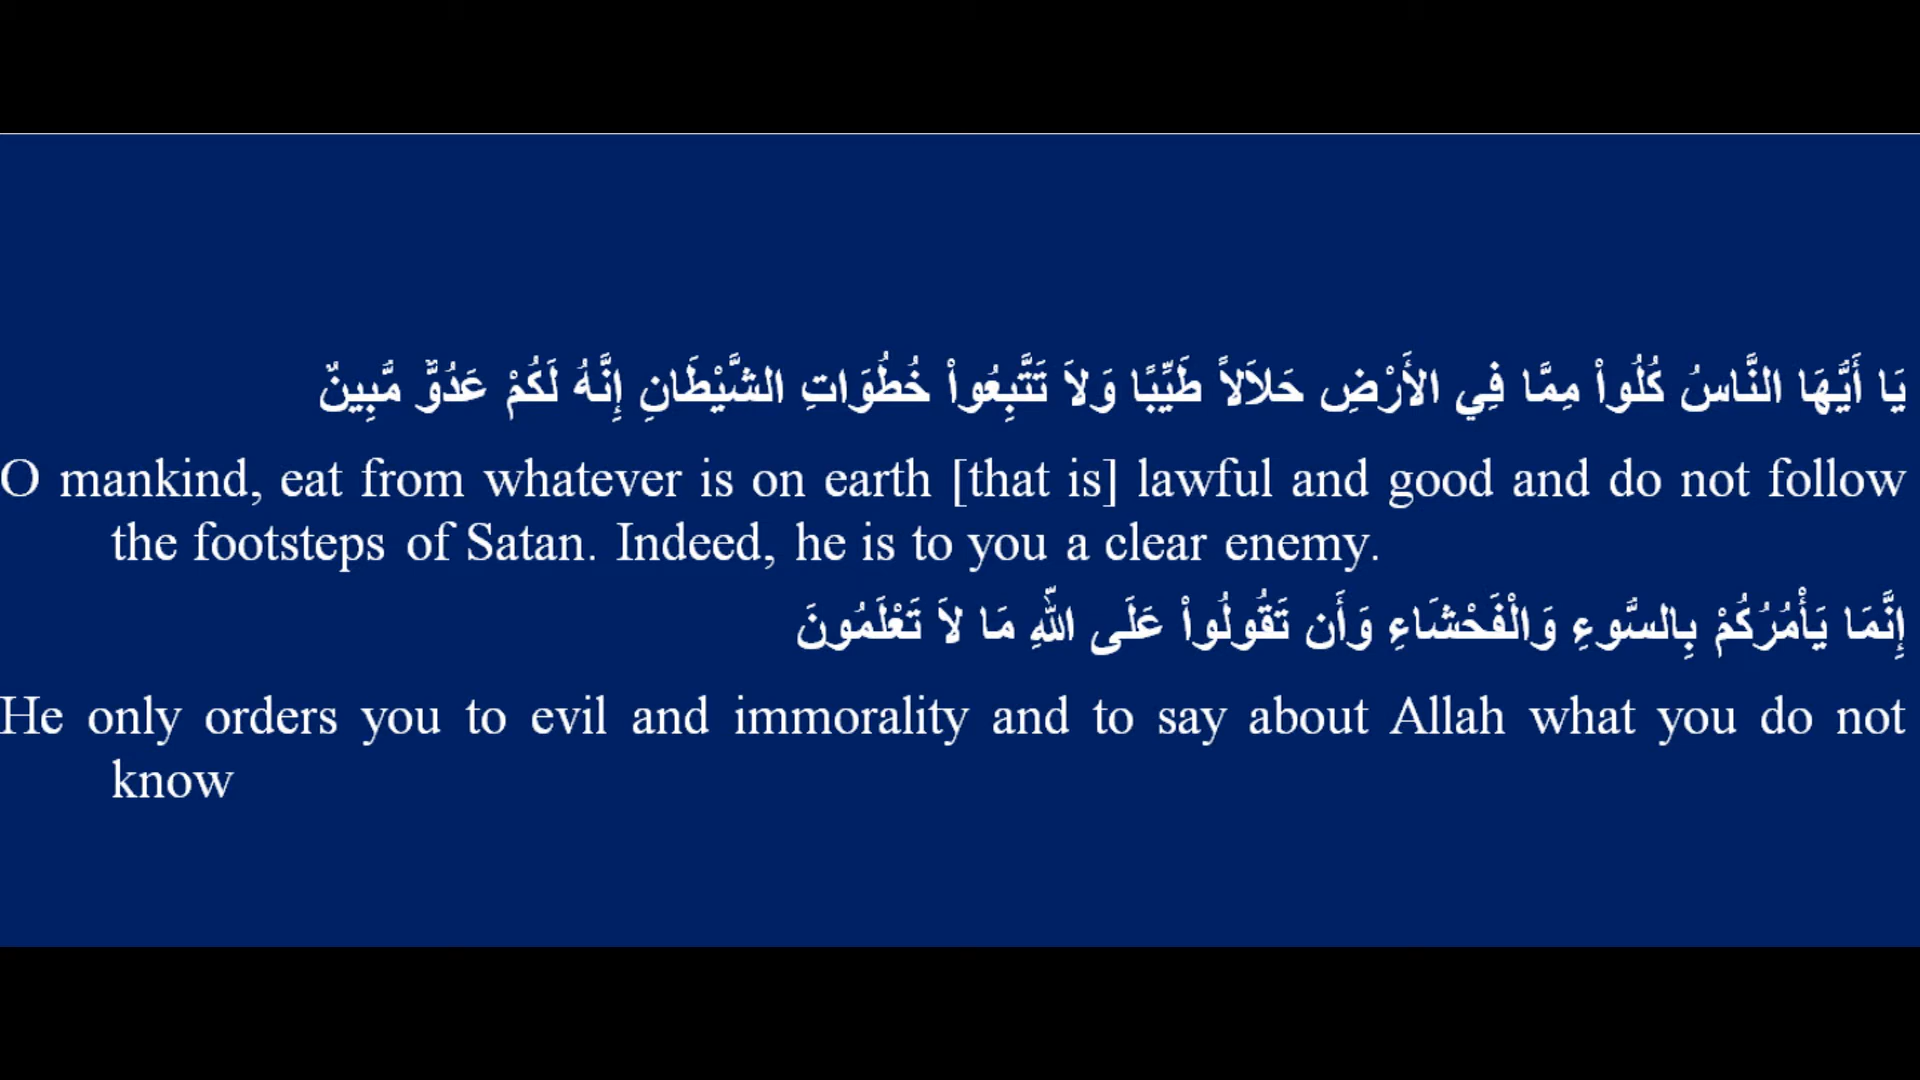 يَا أَيُّهَا النَّاسُ كُلُواْ مِمَّا فِي الأَرْضِ حَلاَلاً طَيِّبًا وَلاَ تَتَّبِعُواْ خُطُوَاتِ الشَّيْطَانِ إِنَّهُ لَكُمْ عَدُوٌّ مُّبِينٌ
O mankind, eat from whatever is on earth [that is] lawful and good and do not follow
the footsteps of Satan. Indeed, he is to you a clear enemy.
إِنَّمَا يَأْمُرُكُمْ بِالسُّوءِ وَالْفَحْشَاءِ وَأَن تَقُولُواْ عَلَى اللّهِ مَا لاَ تَعْلَمُونَ
He only orders you to evil and immorality and to say about Allah what you do not
know